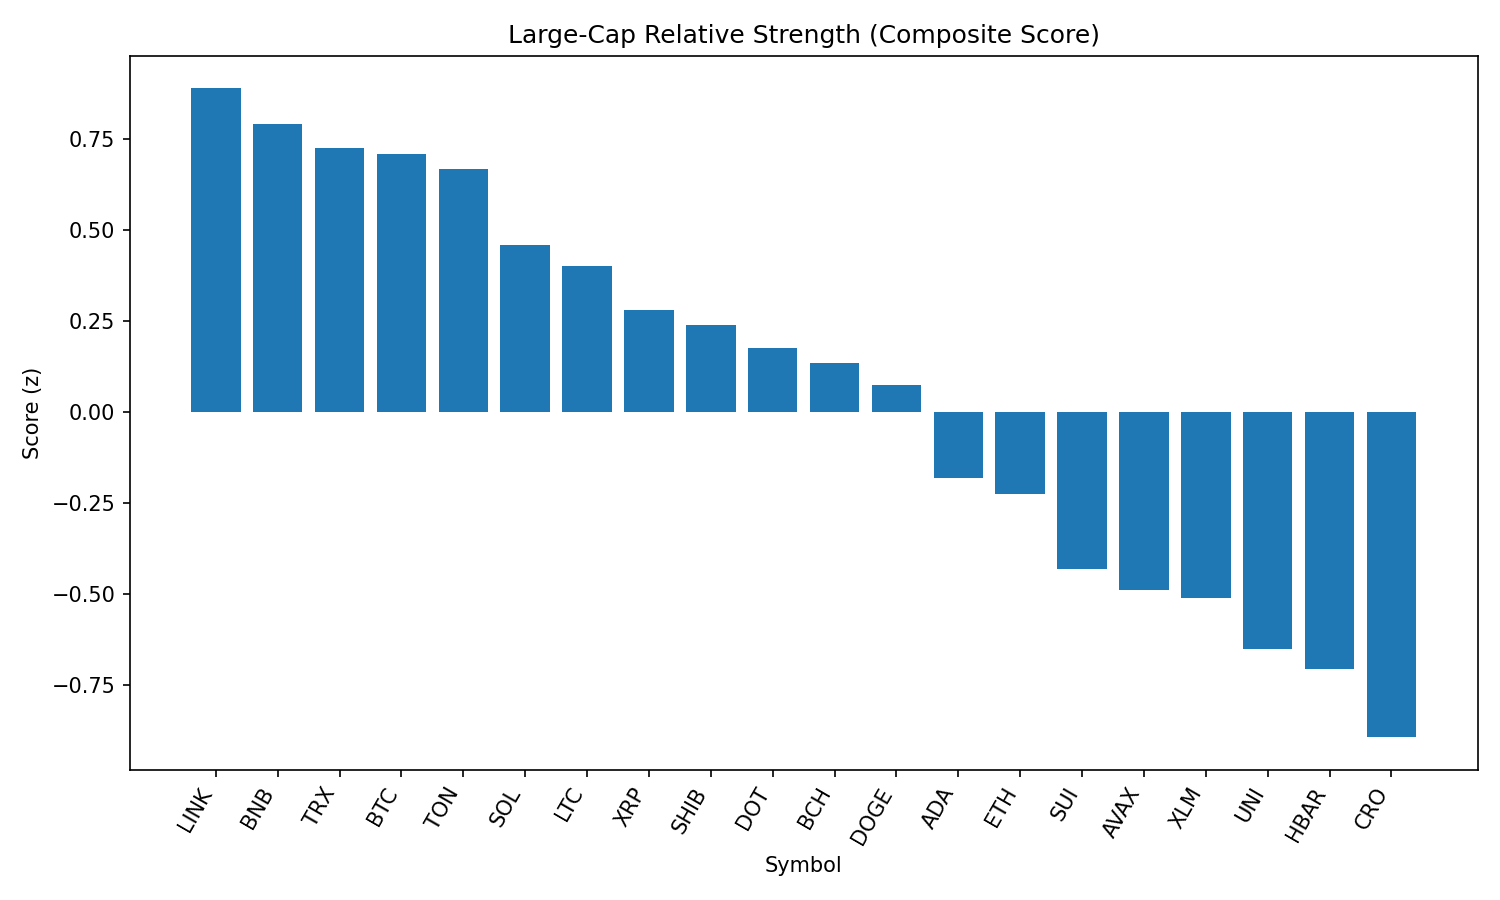 Large-Cap Relative Strength (Composite Score)
Score (z)
0.75
0.50
0.25
0.00
−0.25
−0.50
−0.75
LINK
BNB
TRX
BTC
TON
SOL
LTC
XRP
SHIB
DOT
BCH
DOGE
ADA
ETH
SUI
AVAX
XLM
UNI
HBAR
CRO
Symbol